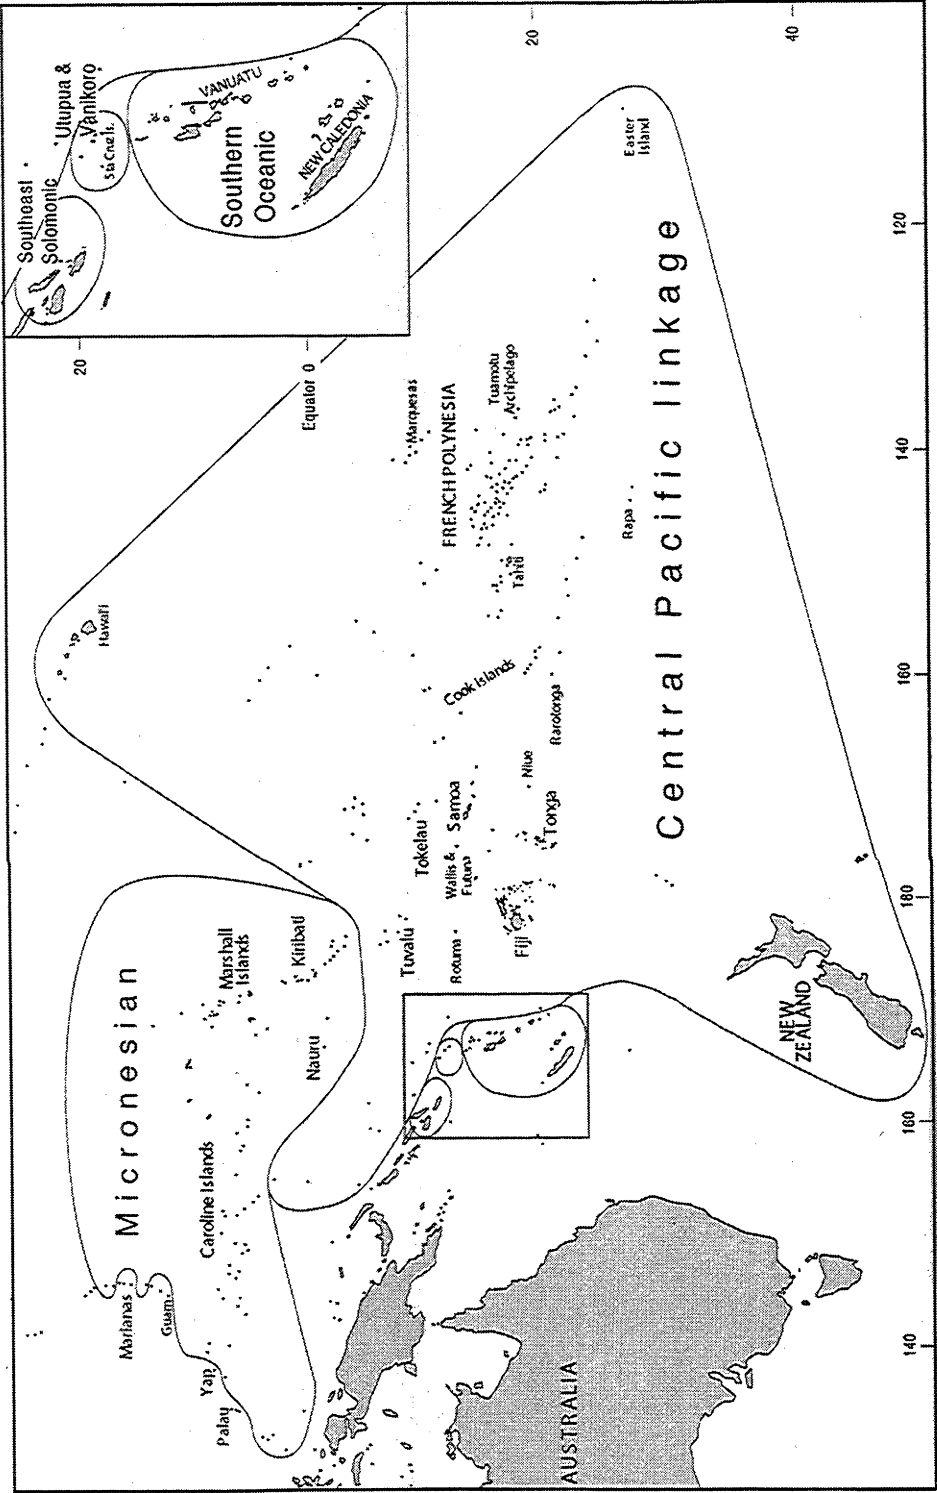 Micronesian
Marianas
Guam
Yap
Palau
Caroline Islands
Marshall
Islands
Kiribati
Nauru
Hawai'i
Equator 0
20
Tuvalu
Rotuma
Fiji
Tokelau
Wallis &
Futuna
Samoa
Tonga
Niue
Rarotonga
Cook Islands
Tahiti
FRENCH POLYNESIA
Marquesas
Tuamotu
Archipelago
Rapa
Easter
Island
Central Pacific linkage
NEW
ZEALAND
AUSTRALIA
20
40
140
160
180
160
140
120
20
Southeast
Solomonic
Utupua &
Vanikoro
Sta Cruz Is.
VANUATU
Southern
Oceanic
NEW CALEDONIA